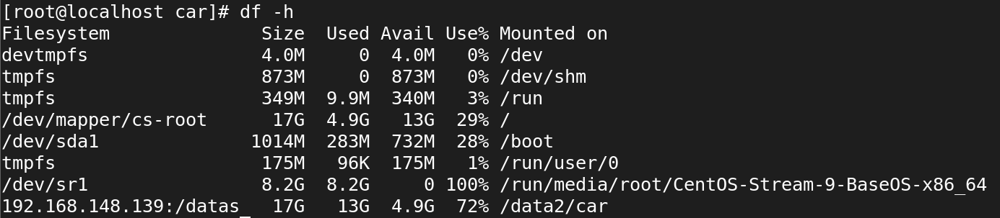 [root@localhost car]# df -h
Filesystem              Size  Used Avail Use% Mounted on
devtmpfs                4.0M     0  4.0M   0% /dev
tmpfs                   873M     0  873M   0% /dev/shm
tmpfs                   349M  9.9M  340M   3% /run
/dev/mapper/cs-root      17G  4.9G   13G  29% /
/dev/sda1              1014M  283M  732M  28% /boot
tmpfs                   175M   96K  175M   1% /run/user/0
/dev/sr1                8.2G  8.2G     0 100% /run/media/root/CentOS-Stream-9-BaseOS-x86_64
192.168.148.139:/datas_  17G   13G  4.9G  72% /data2/car